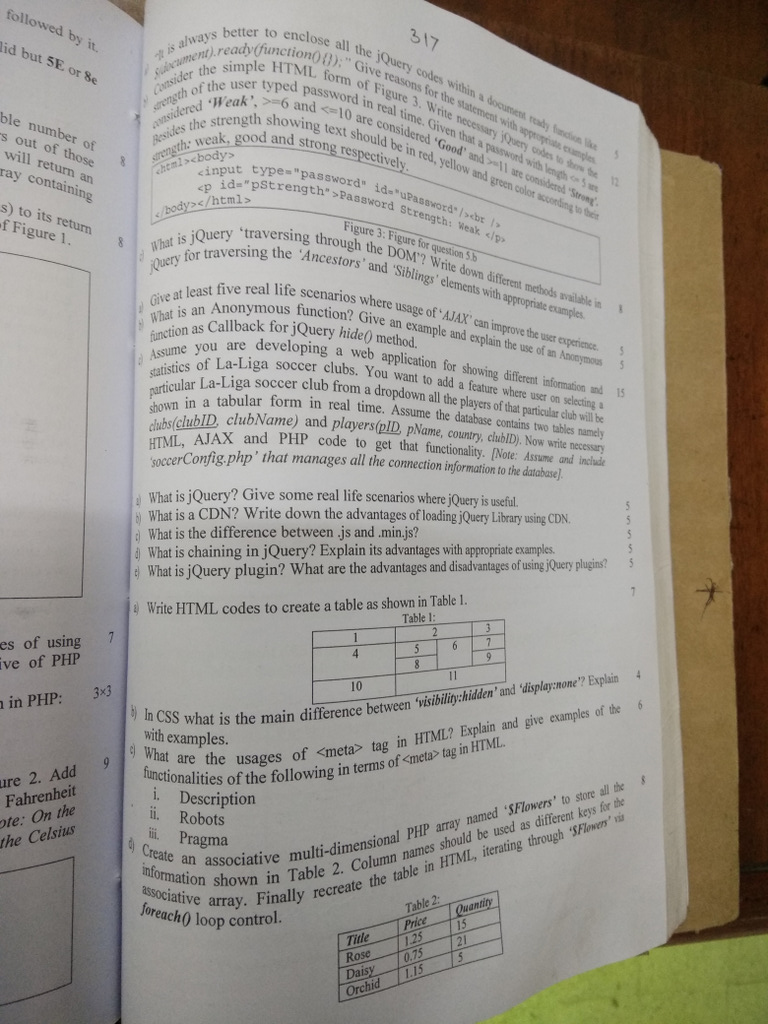 followed by it.
lid but 5E or 8e
ble number of
s out of those
8
will return an
ray containing
s) to its return
8
f Figure 1.
es of using
7
ive of PHP
in PHP:
3×3
ure 2. Add
9
Fahrenheit
ote: On the
the Celsius
317
"It is always better to enclose all the jQuery codes within a document ready function like
$(document).ready(function(){});" Give reasons for the statement with appropriate examples.
5
Consider the simple HTML form of Figure 3. Write necessary jQuery codes to show the
12
strength of the user typed password in real time. Given that a password with length <= 5 are
considered 'Weak', >=6 and <=10 are considered 'Good' and >=11 are considered 'Strong'.
Besides the strength showing text should be in red, yellow and green color according to their
strength: weak, good and strong respectively.
<html><body>
<input type="password" id="uPassword"/><br />
<p id="pStrength">Password Strength: Weak </p>
</body></html>
Figure 3: Figure for question 5.b
What is jQuery 'traversing through the DOM'? Write down different methods available in
8
jQuery for traversing the 'Ancestors' and 'Siblings' elements with appropriate examples.
a) Give at least five real life scenarios where usage of 'AJAX' can improve the user experience.
5
b) What is an Anonymous function? Give an example and explain the use of an Anonymous
5
function as Callback for jQuery hide() method.
c) Assume you are developing a web application for showing different information and
15
statistics of La-Liga soccer clubs. You want to add a feature where user on selecting a
particular La-Liga soccer club from a dropdown all the players of that particular club will be
shown in a tabular form in real time. Assume the database contains two tables namely
clubs(clubID, clubName) and players(pID, pName, country, clubID). Now write necessary
HTML, AJAX and PHP code to get that functionality. [Note: Assume and include
'soccerConfig.php' that manages all the connection information to the database].
a) What is jQuery? Give some real life scenarios where jQuery is useful.
5
b) What is a CDN? Write down the advantages of loading jQuery Library using CDN.
5
c) What is the difference between .js and .min.js?
5
d) What is chaining in jQuery? Explain its advantages with appropriate examples.
5
e) What is jQuery plugin? What are the advantages and disadvantages of using jQuery plugins?
5
a) Write HTML codes to create a table as shown in Table 1.
7
Table 1:
1 2 3
4 5 6 7
8 9
10 11
b) In CSS what is the main difference between 'visibility:hidden' and 'display:none'? Explain
4
with examples.
c) What are the usages of <meta> tag in HTML? Explain and give examples of the
6
functionalities of the following in terms of <meta> tag in HTML.
i. Description
ii. Robots
iii. Pragma
d) Create an associative multi-dimensional PHP array named '$Flowers' to store all the
8
information shown in Table 2. Column names should be used as different keys for the
associative array. Finally recreate the table in HTML, iterating through '$Flowers' via
foreach() loop control.
Table 2:
Title Price Quantity
Rose 1.25 15
Daisy 0.75 21
Orchid 1.15 5